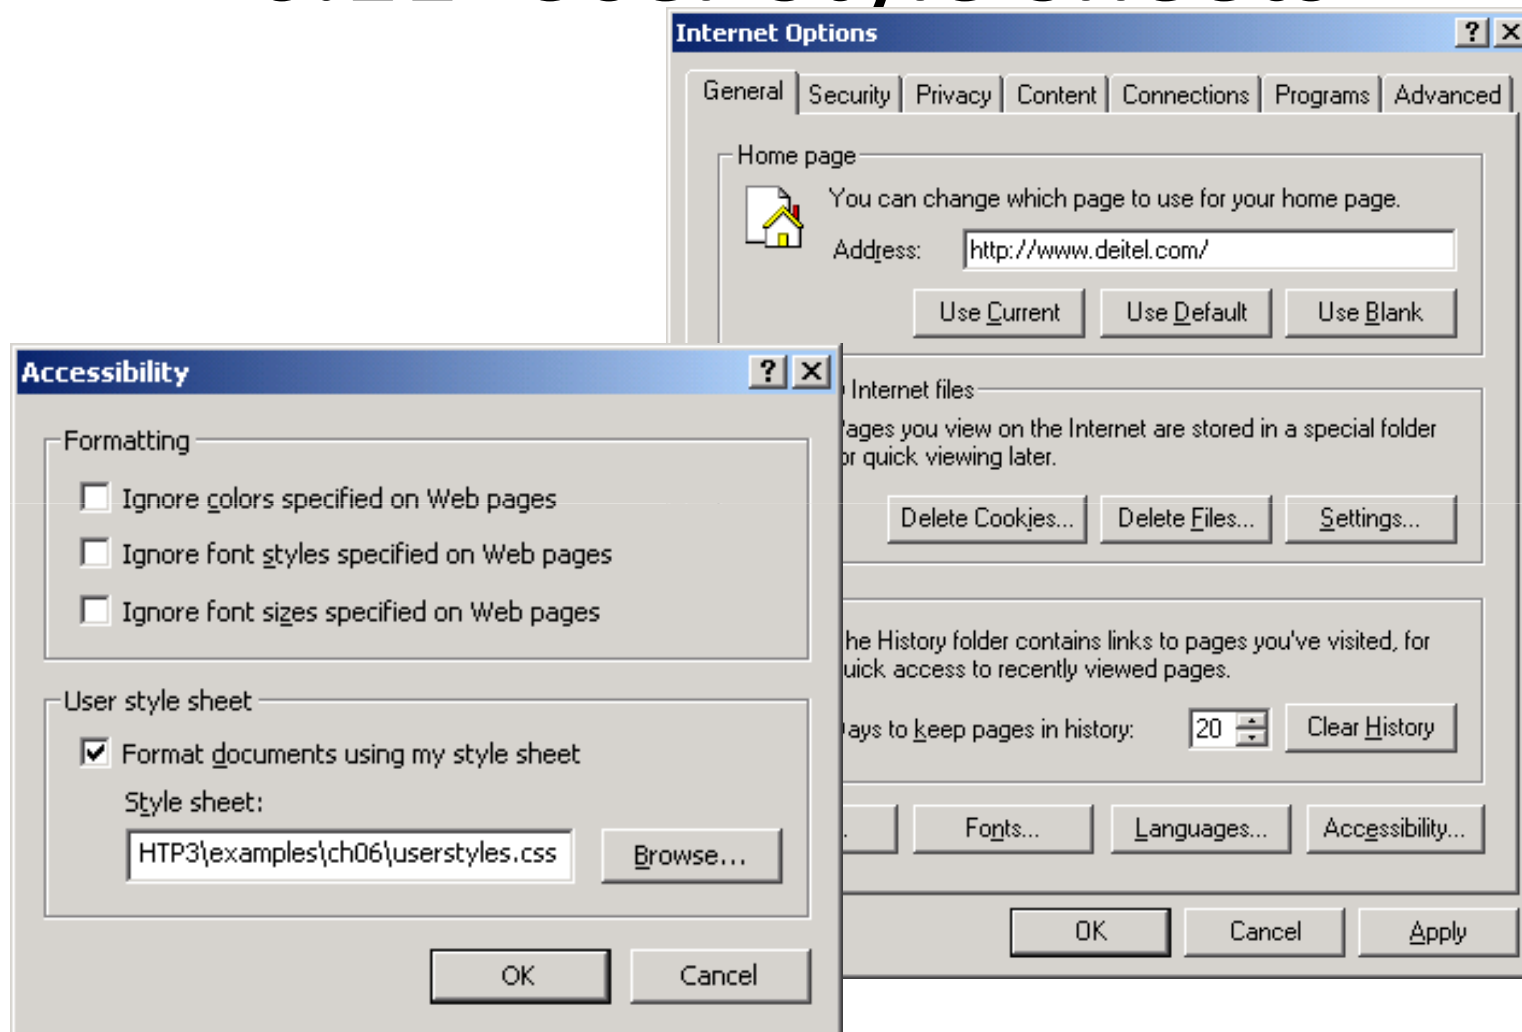 Internet Options
General Security Privacy Content Connections Programs Advanced
Home page
You can change which page to use for your home page.
Address: http://www.deitel.com/
Use Current Use Default Use Blank
Internet files
ages you view on the Internet are stored in a special folder
or quick viewing later.
Delete Cookies... Delete Files... Settings...
he History folder contains links to pages you've visited, for
uick access to recently viewed pages.
ays to keep pages in history: 20 Clear History
Fonts... Languages... Accessibility...
OK Cancel Apply
Accessibility
Formatting
Ignore colors specified on Web pages
Ignore font styles specified on Web pages
Ignore font sizes specified on Web pages
User style sheet
Format documents using my style sheet
Style sheet:
HTP3\examples\ch06\userstyles.css Browse...
OK Cancel